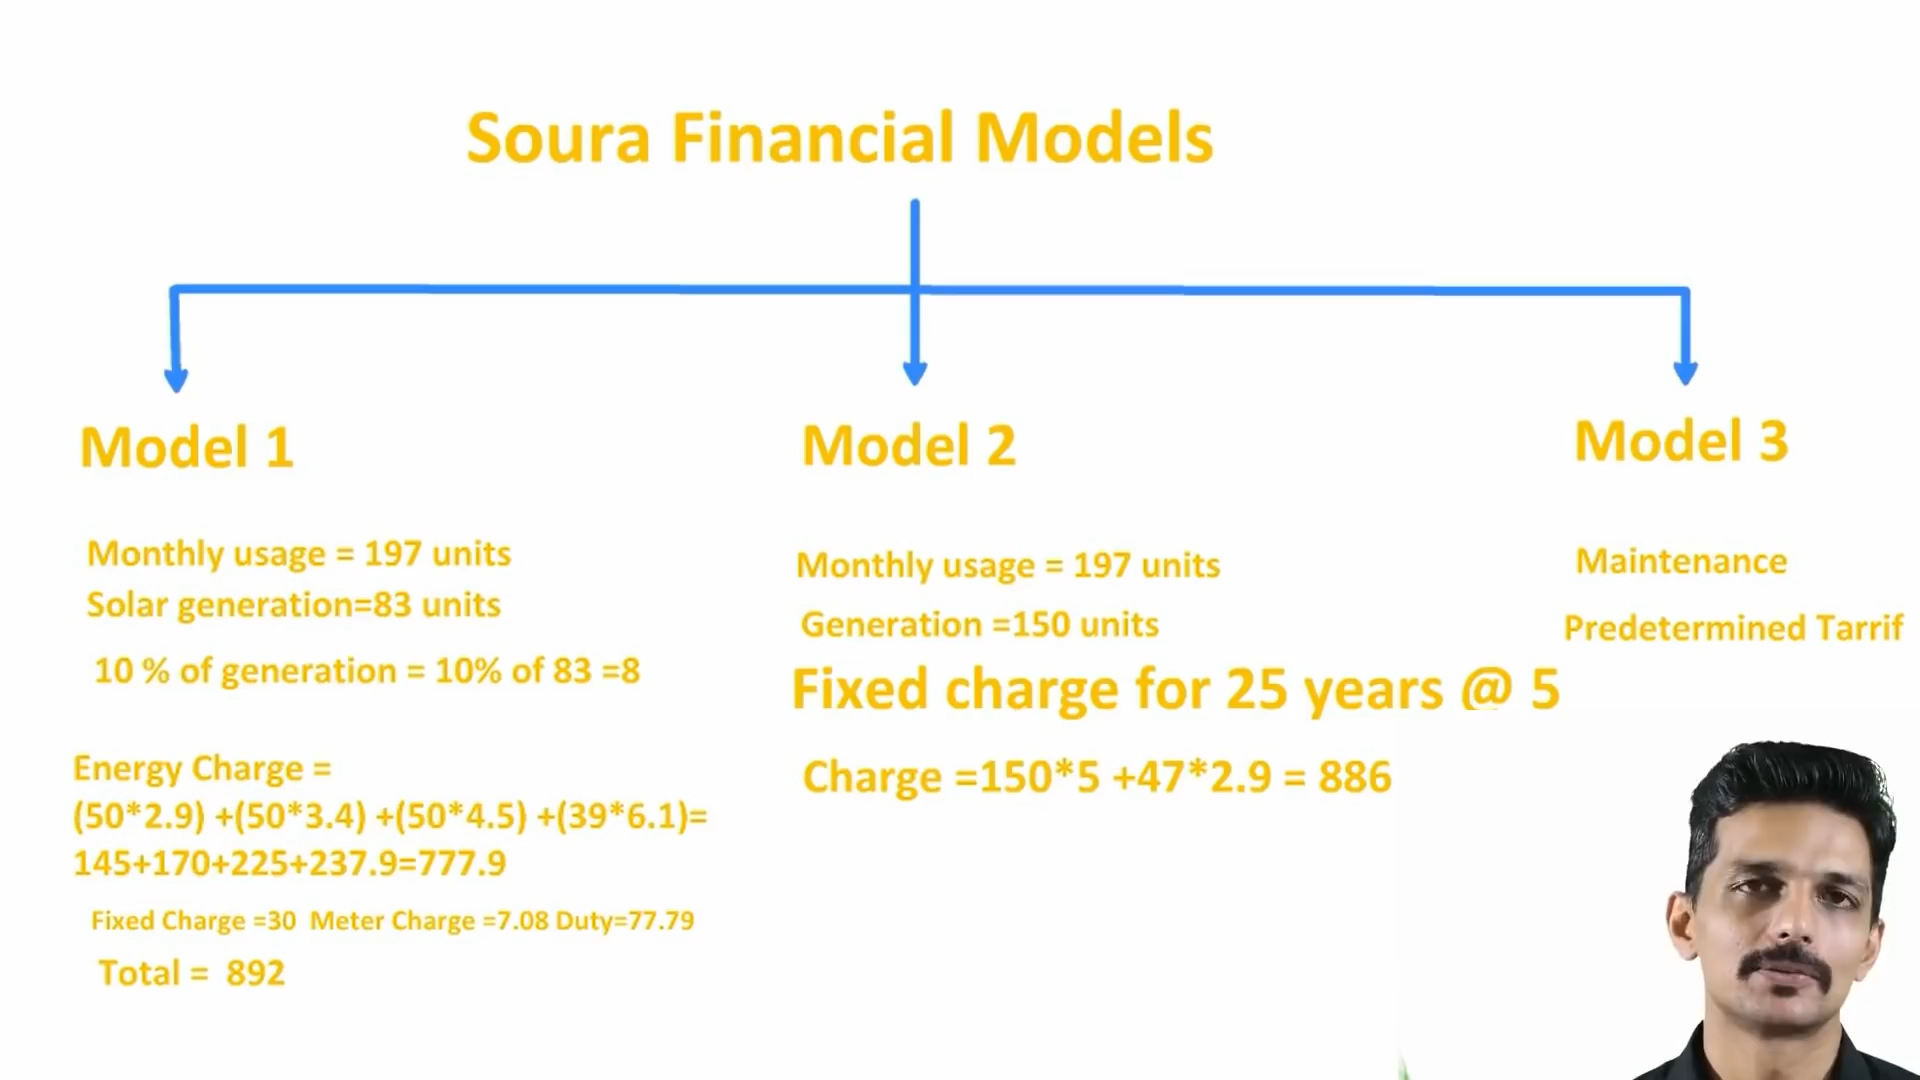 Soura Financial Models
Model 1
Monthly usage = 197 units
Solar generation=83 units
10 % of generation = 10% of 83 =8
Energy Charge =
(50*2.9) +(50*3.4) +(50*4.5) +(39*6.1)=
145+170+225+237.9=777.9
Fixed Charge =30 Meter Charge =7.08 Duty=77.79
Total = 892
Model 2
Monthly usage = 197 units
Generation =150 units
Fixed charge for 25 years @ 5
Charge =150*5 +47*2.9 = 886
Model 3
Maintenance
Predetermined Tarrif